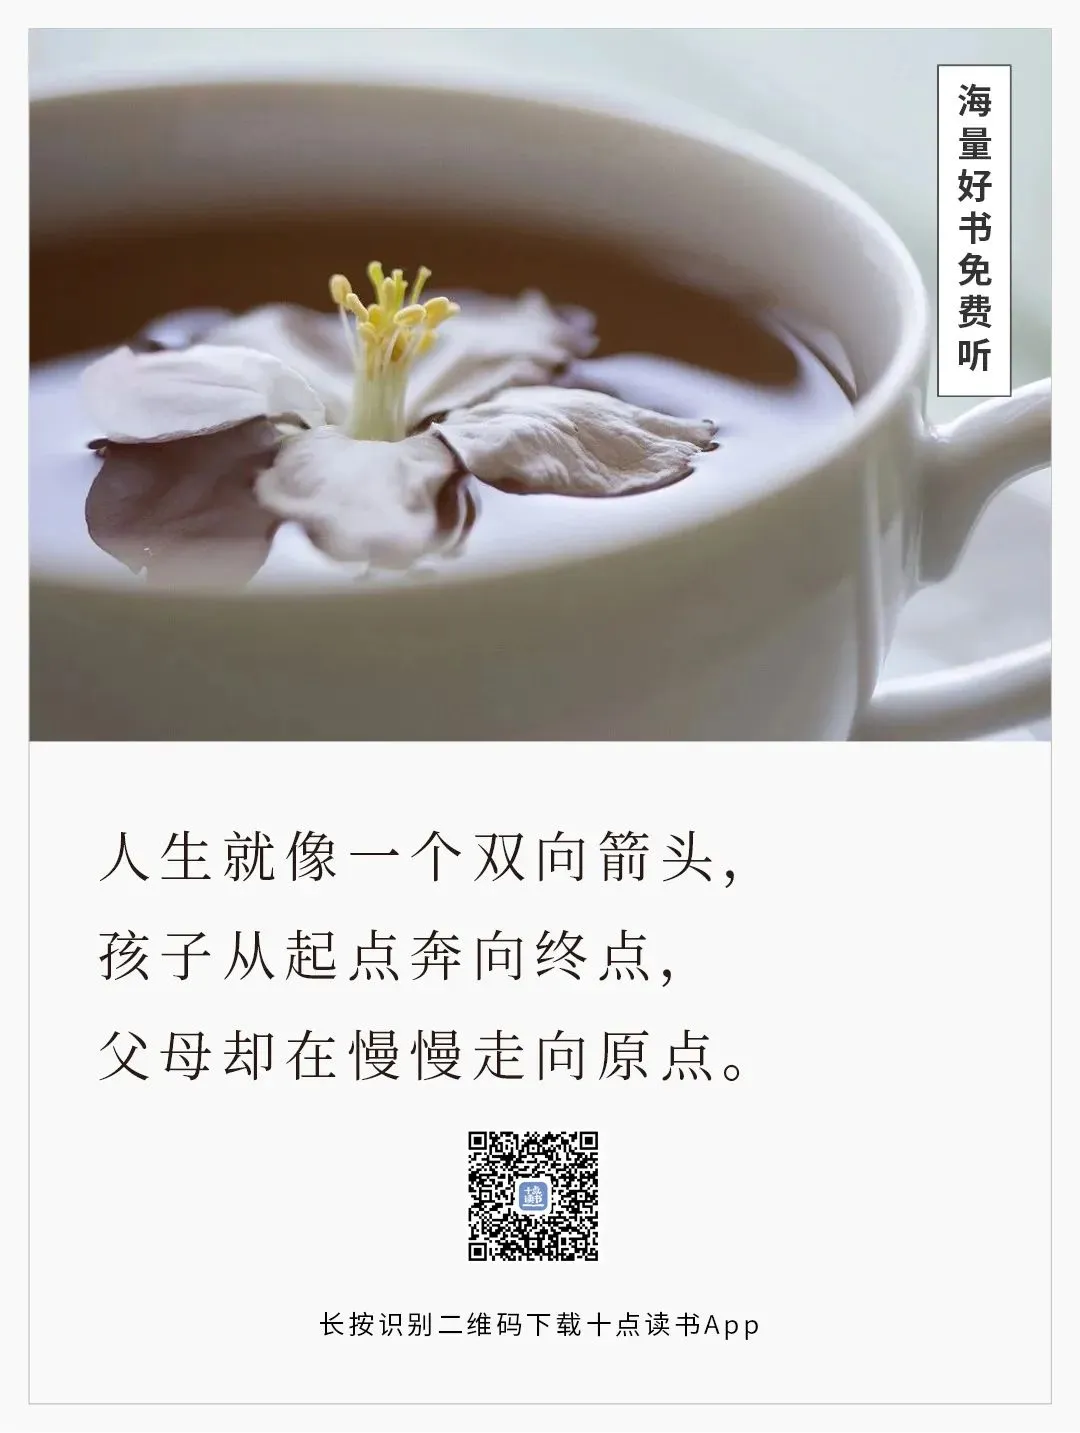 海量好书免费听
人生就像一个双向箭头，
孩子从起点奔向终点，
父母却在慢慢走向原点。
十点
读书
长按识别二维码下载十点读书App